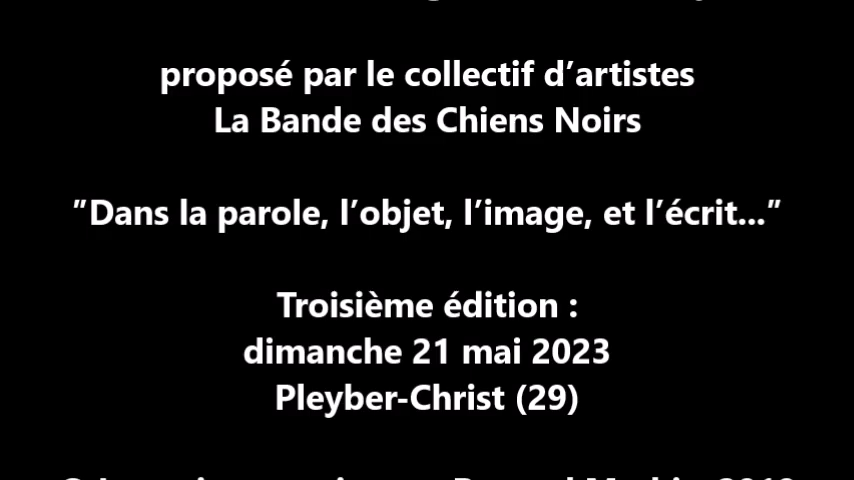 proposé par le collectif d’artistes
La Bande des Chiens Noirs
"Dans la parole, l’objet, l’image, et l’écrit..."
Troisième édition :
dimanche 21 mai 2023
Pleyber-Christ (29)